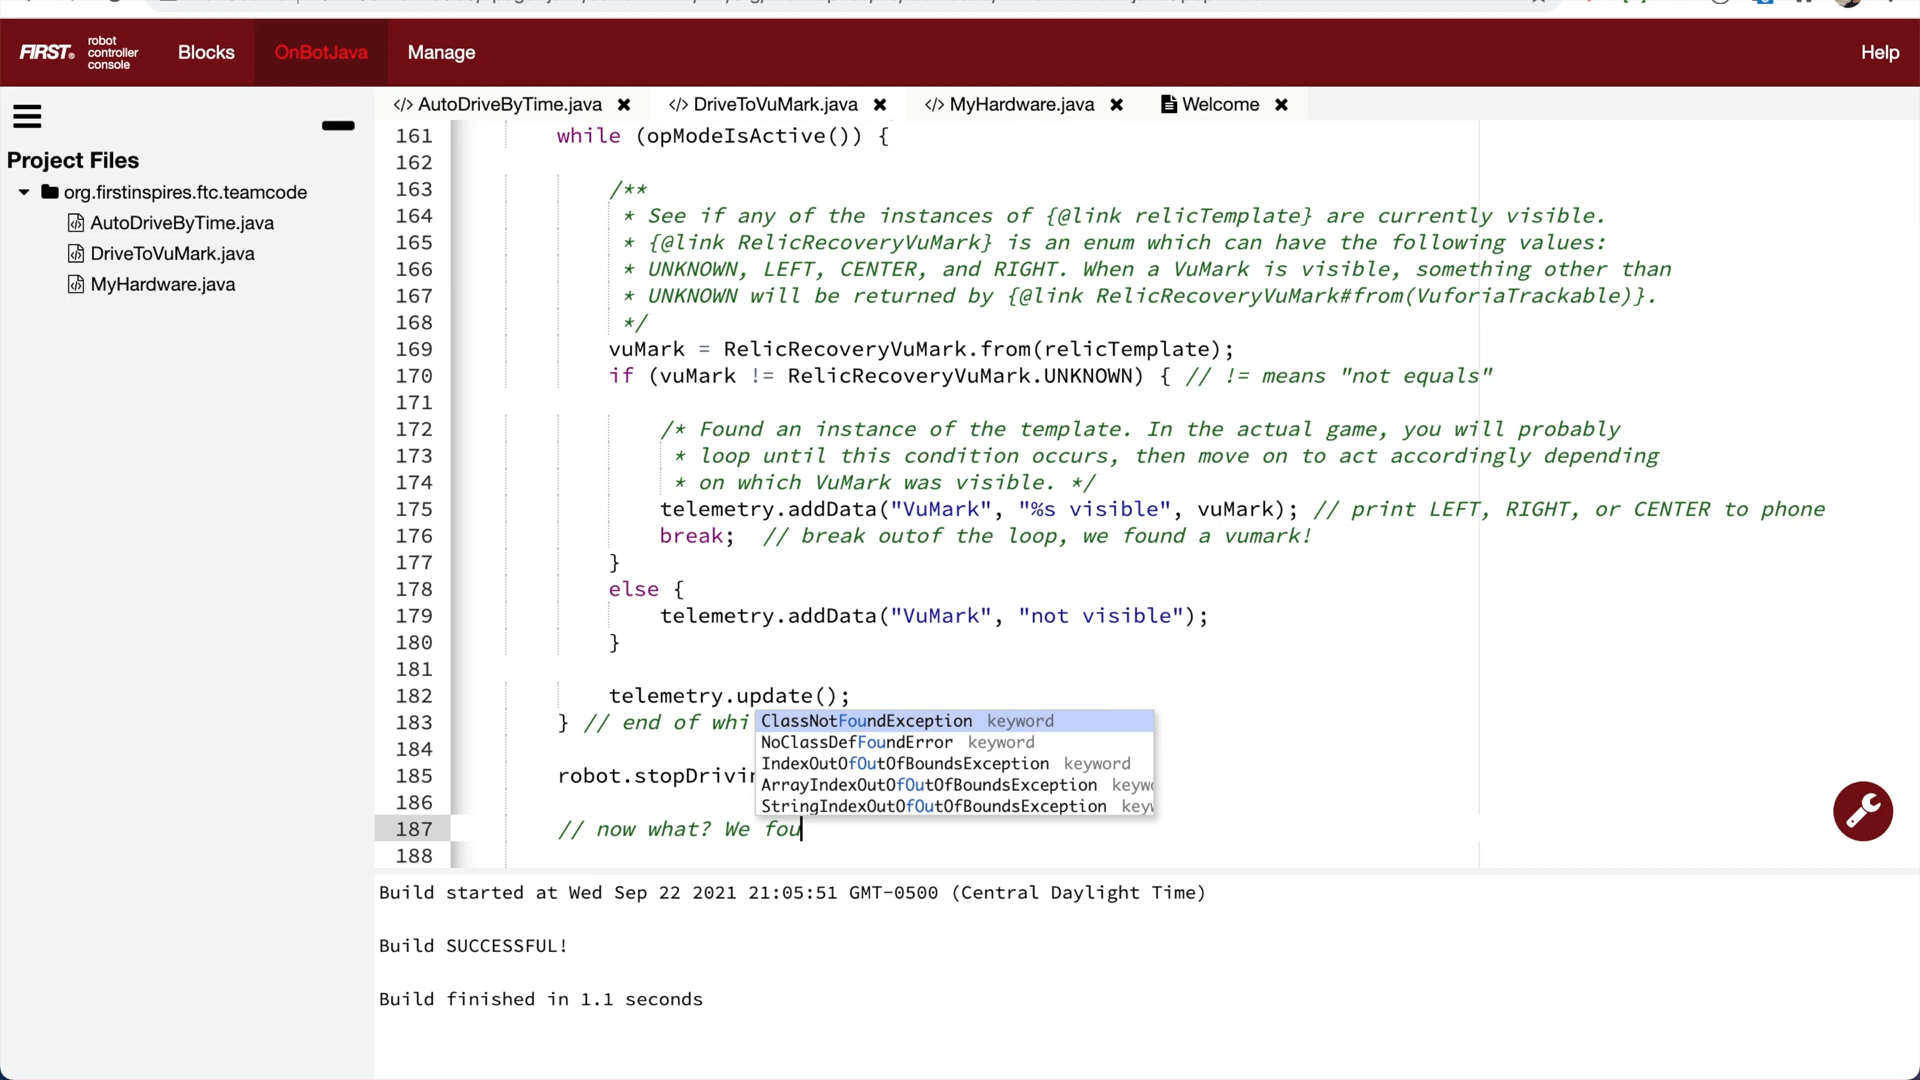 FIRST® robot controller console Blocks OnBotJava Manage Help
</> AutoDriveByTime.java ✖ </> DriveToVuMark.java ✖ </> MyHardware.java ✖ Welcome ✖
Project Files
org.firstinspires.ftc.teamcode
AutoDriveByTime.java
DriveToVuMark.java
MyHardware.java
161 while (opModeIsActive()) {
162
163 /**
164 * See if any of the instances of {@link relicTemplate} are currently visible.
165 * {@link RelicRecoveryVuMark} is an enum which can have the following values:
166 * UNKNOWN, LEFT, CENTER, and RIGHT. When a VuMark is visible, something other than
167 * UNKNOWN will be returned by {@link RelicRecoveryVuMark#from(VuforiaTrackable)}.
168 */
169 vuMark = RelicRecoveryVuMark.from(relicTemplate);
170 if (vuMark != RelicRecoveryVuMark.UNKNOWN) { // != means "not equals"
171
172 /* Found an instance of the template. In the actual game, you will probably
173 * loop until this condition occurs, then move on to act accordingly depending
174 * on which VuMark was visible. */
175 telemetry.addData("VuMark", "%s visible", vuMark); // print LEFT, RIGHT, or CENTER to phone
176 break; // break outof the loop, we found a vumark!
177 }
178 else {
179 telemetry.addData("VuMark", "not visible");
180 }
181
182 telemetry.update();
183 } // end of whi
184
185 robot.stopDrivin
186
187 // now what? We fou
188
ClassNotFoundException keyword
NoClassDefFoundError keyword
IndexOutOfOutOfBoundsException keyword
ArrayIndexOutOfOutOfBoundsException keyw
StringIndexOutOfOutOfBoundsException keyw
Build started at Wed Sep 22 2021 21:05:51 GMT-0500 (Central Daylight Time)
Build SUCCESSFUL!
Build finished in 1.1 seconds